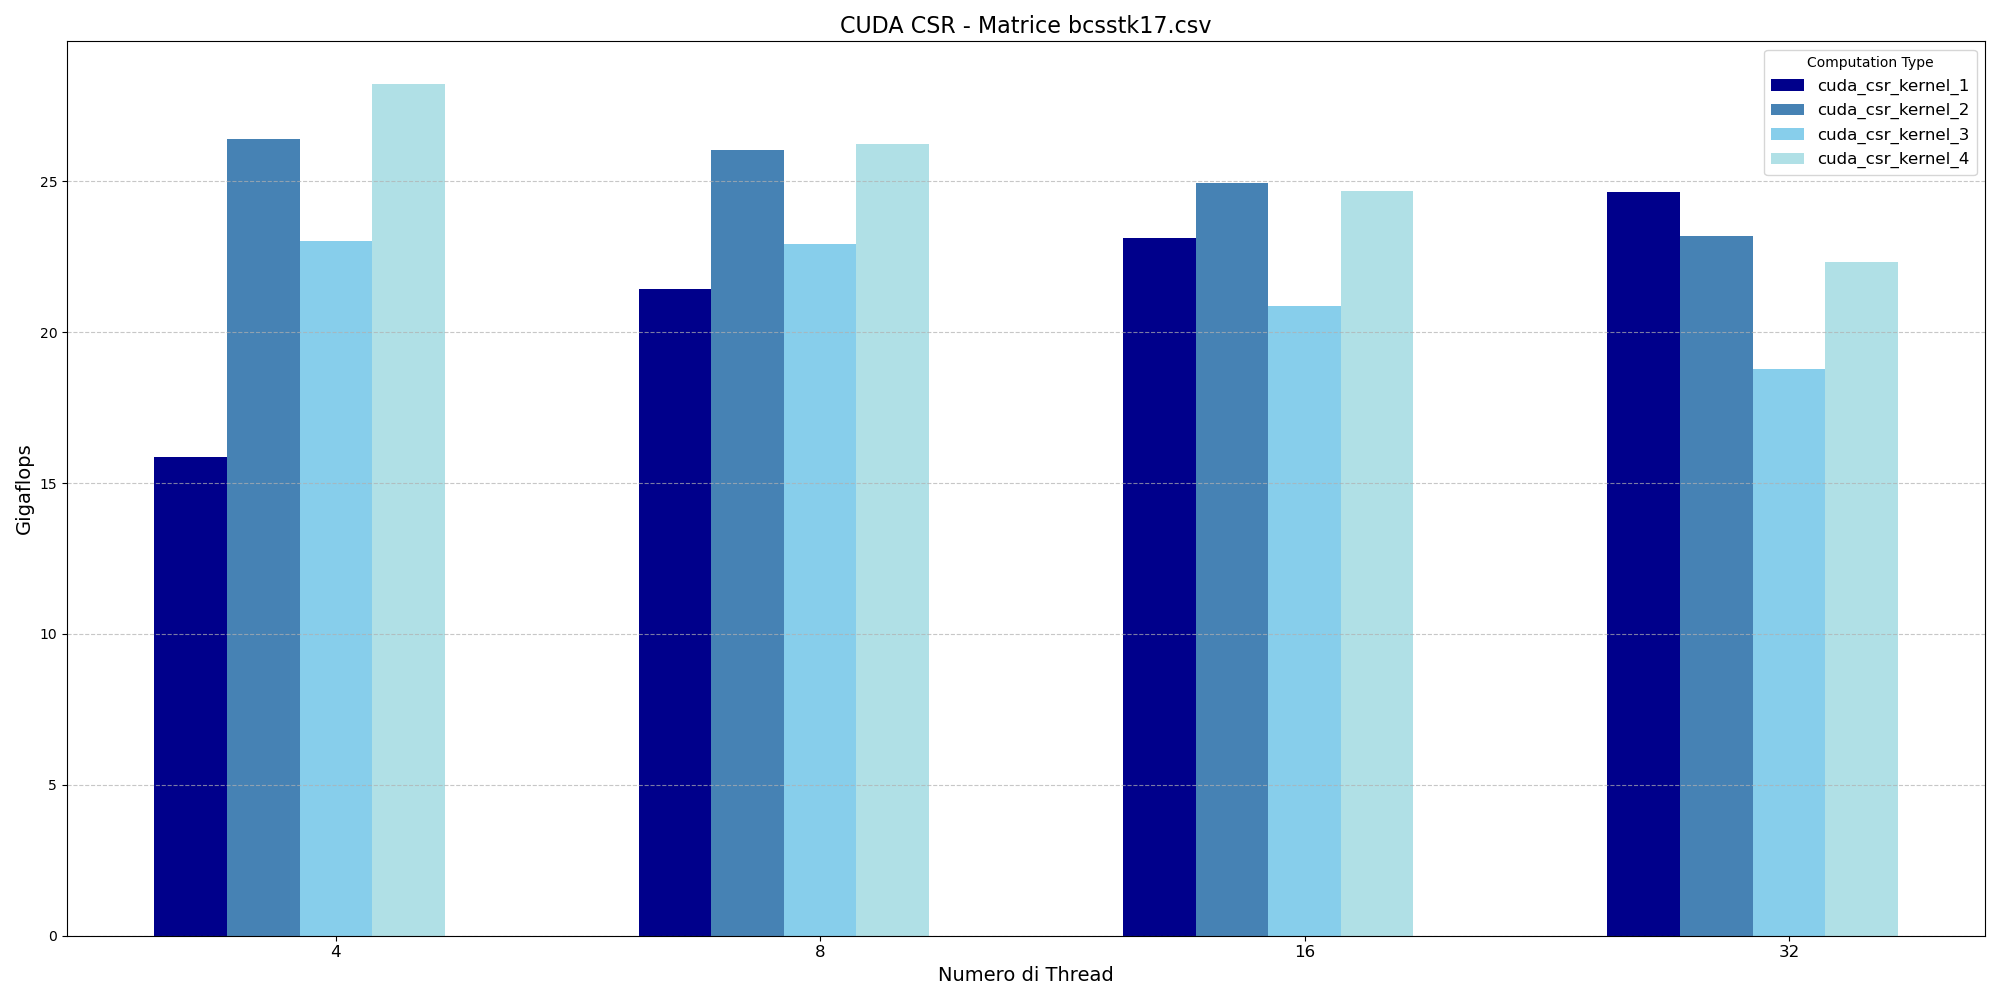 CUDA CSR - Matrice bcsstk17.csv
Computation Type
cuda_csr_kernel_1
cuda_csr_kernel_2
cuda_csr_kernel_3
cuda_csr_kernel_4
Gigaflops
25
20
15
10
5
0
4 8 16 32
Numero di Thread